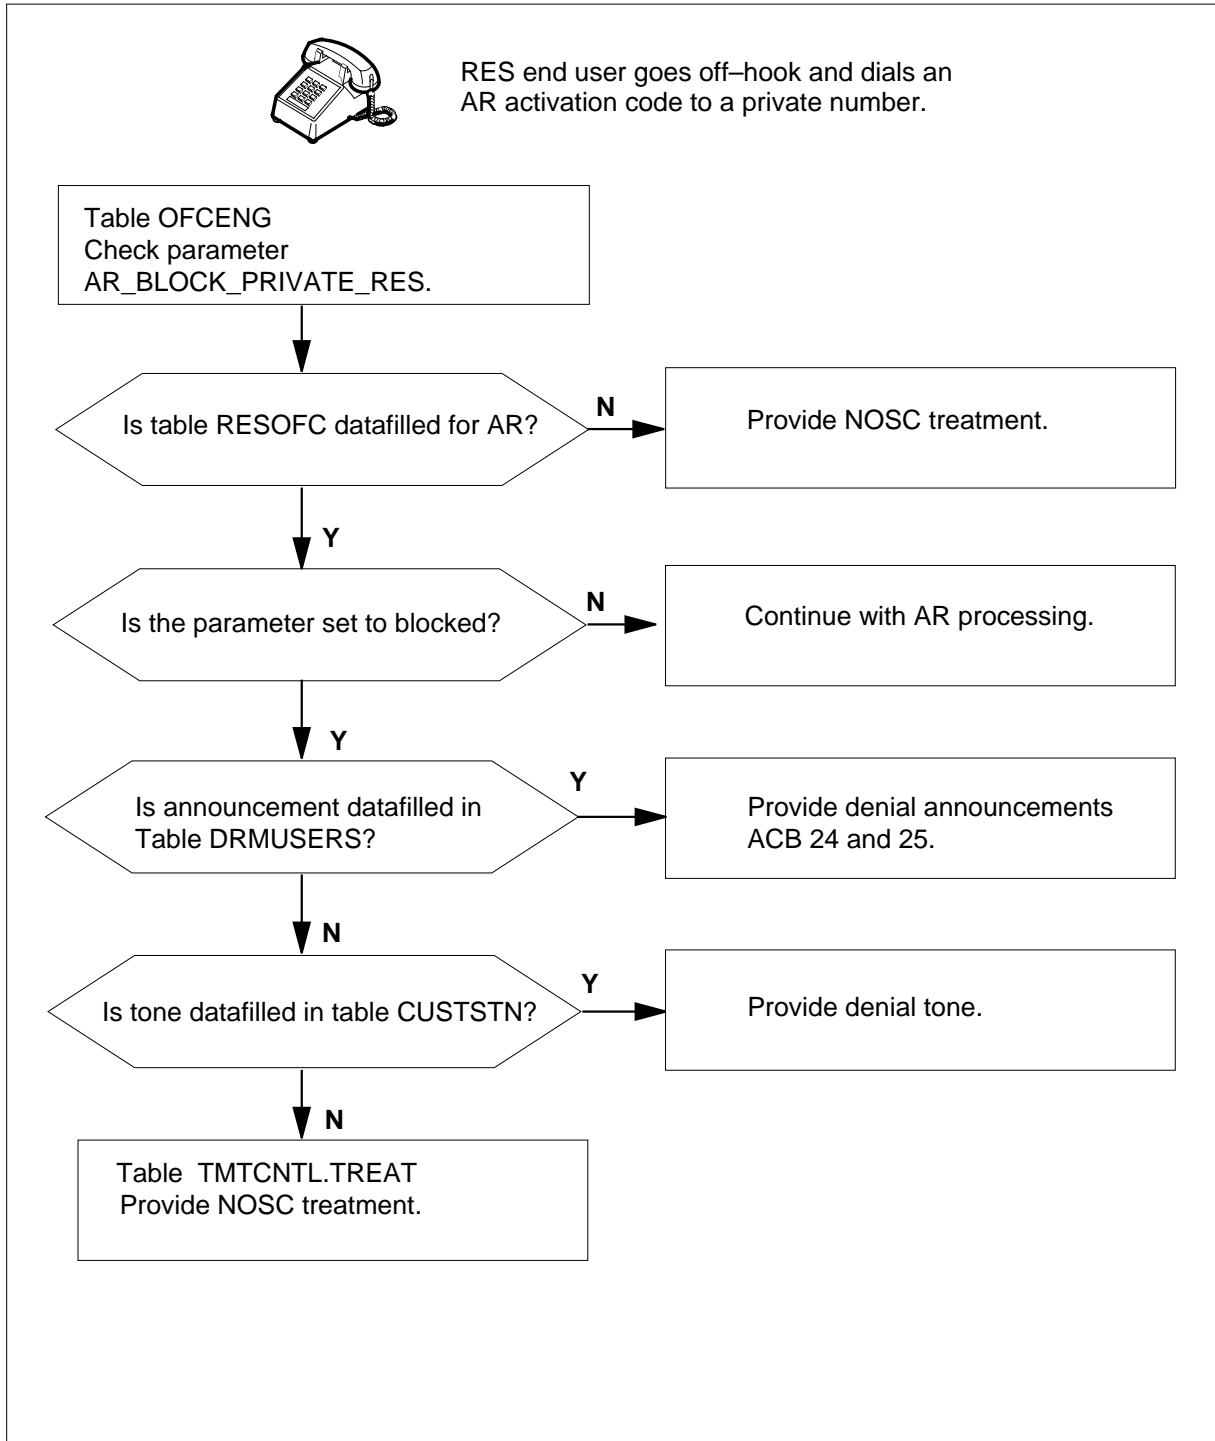 RES end user goes off–hook and dials an
AR activation code to a private number.
Table OFCENG
Check parameter
AR_BLOCK_PRIVATE_RES.
Is table RESOFC datafilled for AR?
N
Provide NOSC treatment.
Y
Is the parameter set to blocked?
N
Continue with AR processing.
Y
Is announcement datafilled in
Table DRMUSERS?
Y
Provide denial announcements
ACB 24 and 25.
N
Is tone datafilled in table CUSTSTN?
Y
Provide denial tone.
N
Table TMTCNTL.TREAT
Provide NOSC treatment.